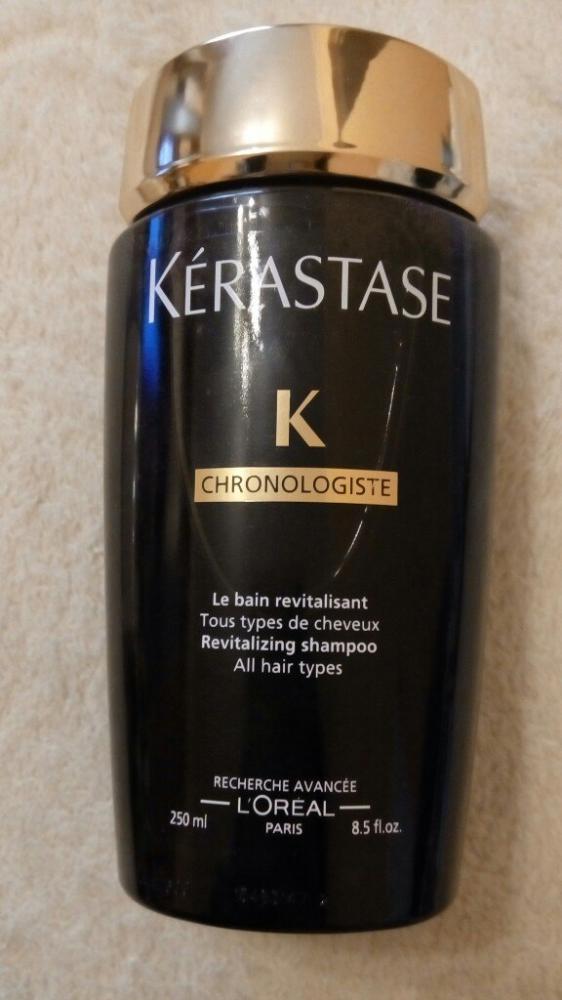 KÉRASTASE
K
CHRONOLOGISTE
Le bain revitalisant
Tous types de cheveux
Revitalizing shampoo
All hair types
RECHERCHE AVANCÉE
L'ORÉAL
250 ml PARIS 8.5 fl.oz.